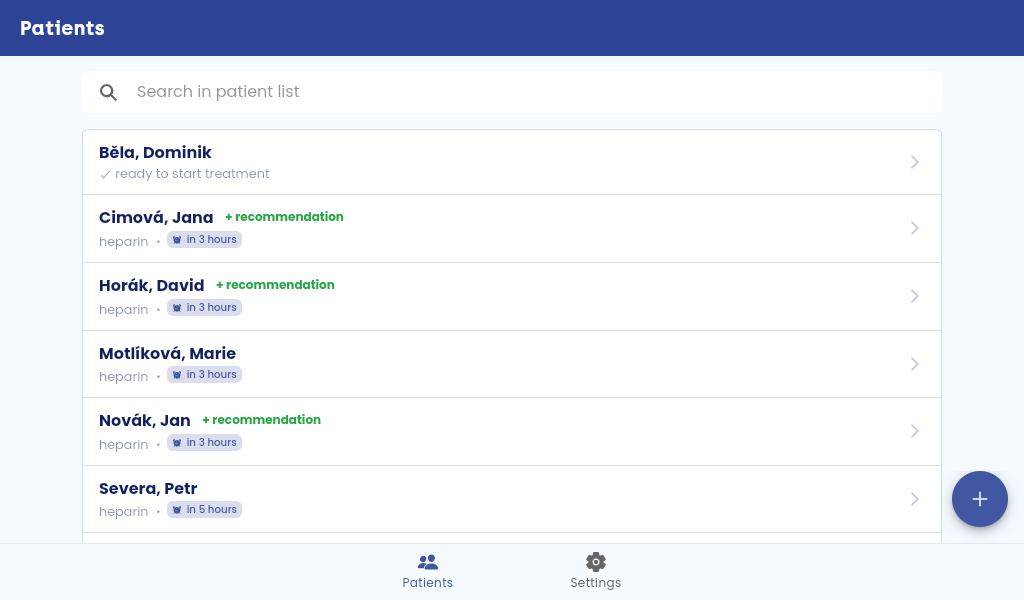 Patients
Search in patient list
Běla, Dominik
ready to start treatment
Cimová, Jana + recommendation
heparin • in 3 hours
Horák, David + recommendation
heparin • in 3 hours
Motlíková, Marie
heparin • in 3 hours
Novák, Jan + recommendation
heparin • in 3 hours
Severa, Petr
heparin • in 5 hours
Patients
Settings